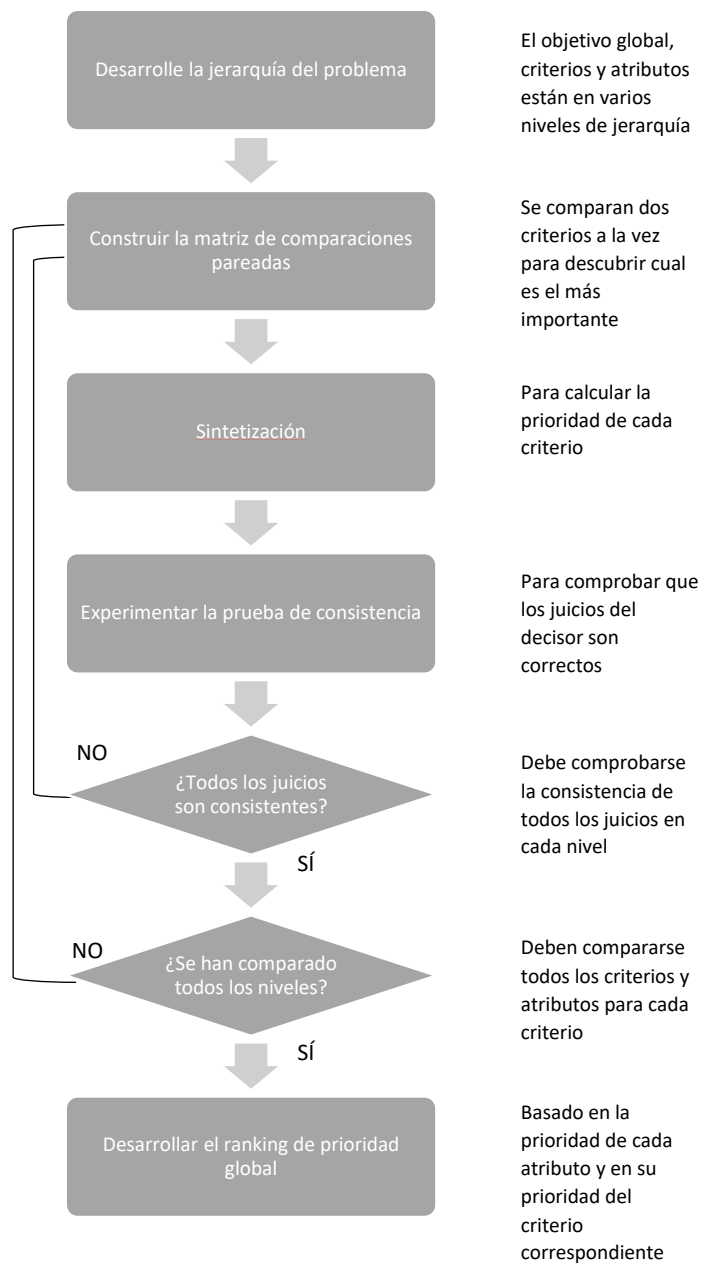 Desarrolle la jerarquía del problema
El objetivo global,
criterios y atributos
están en varios
niveles de jerarquía
Construir la matriz de comparaciones
pareadas
Se comparan dos
criterios a la vez
para descubrir cual
es el más
importante
Sintetización
Para calcular la
prioridad de cada
criterio
Experimentar la prueba de consistencia
Para comprobar que
los juicios del
decisor son
correctos
NO
¿Todos los juicios
son consistentes?
SÍ
Debe comprobarse
la consistencia de
todos los juicios en
cada nivel
NO
¿Se han comparado
todos los niveles?
SÍ
Deben compararse
todos los criterios y
atributos para cada
criterio
Desarrollar el ranking de prioridad
global
Basado en la
prioridad de cada
atributo y en su
prioridad del
criterio
correspondiente